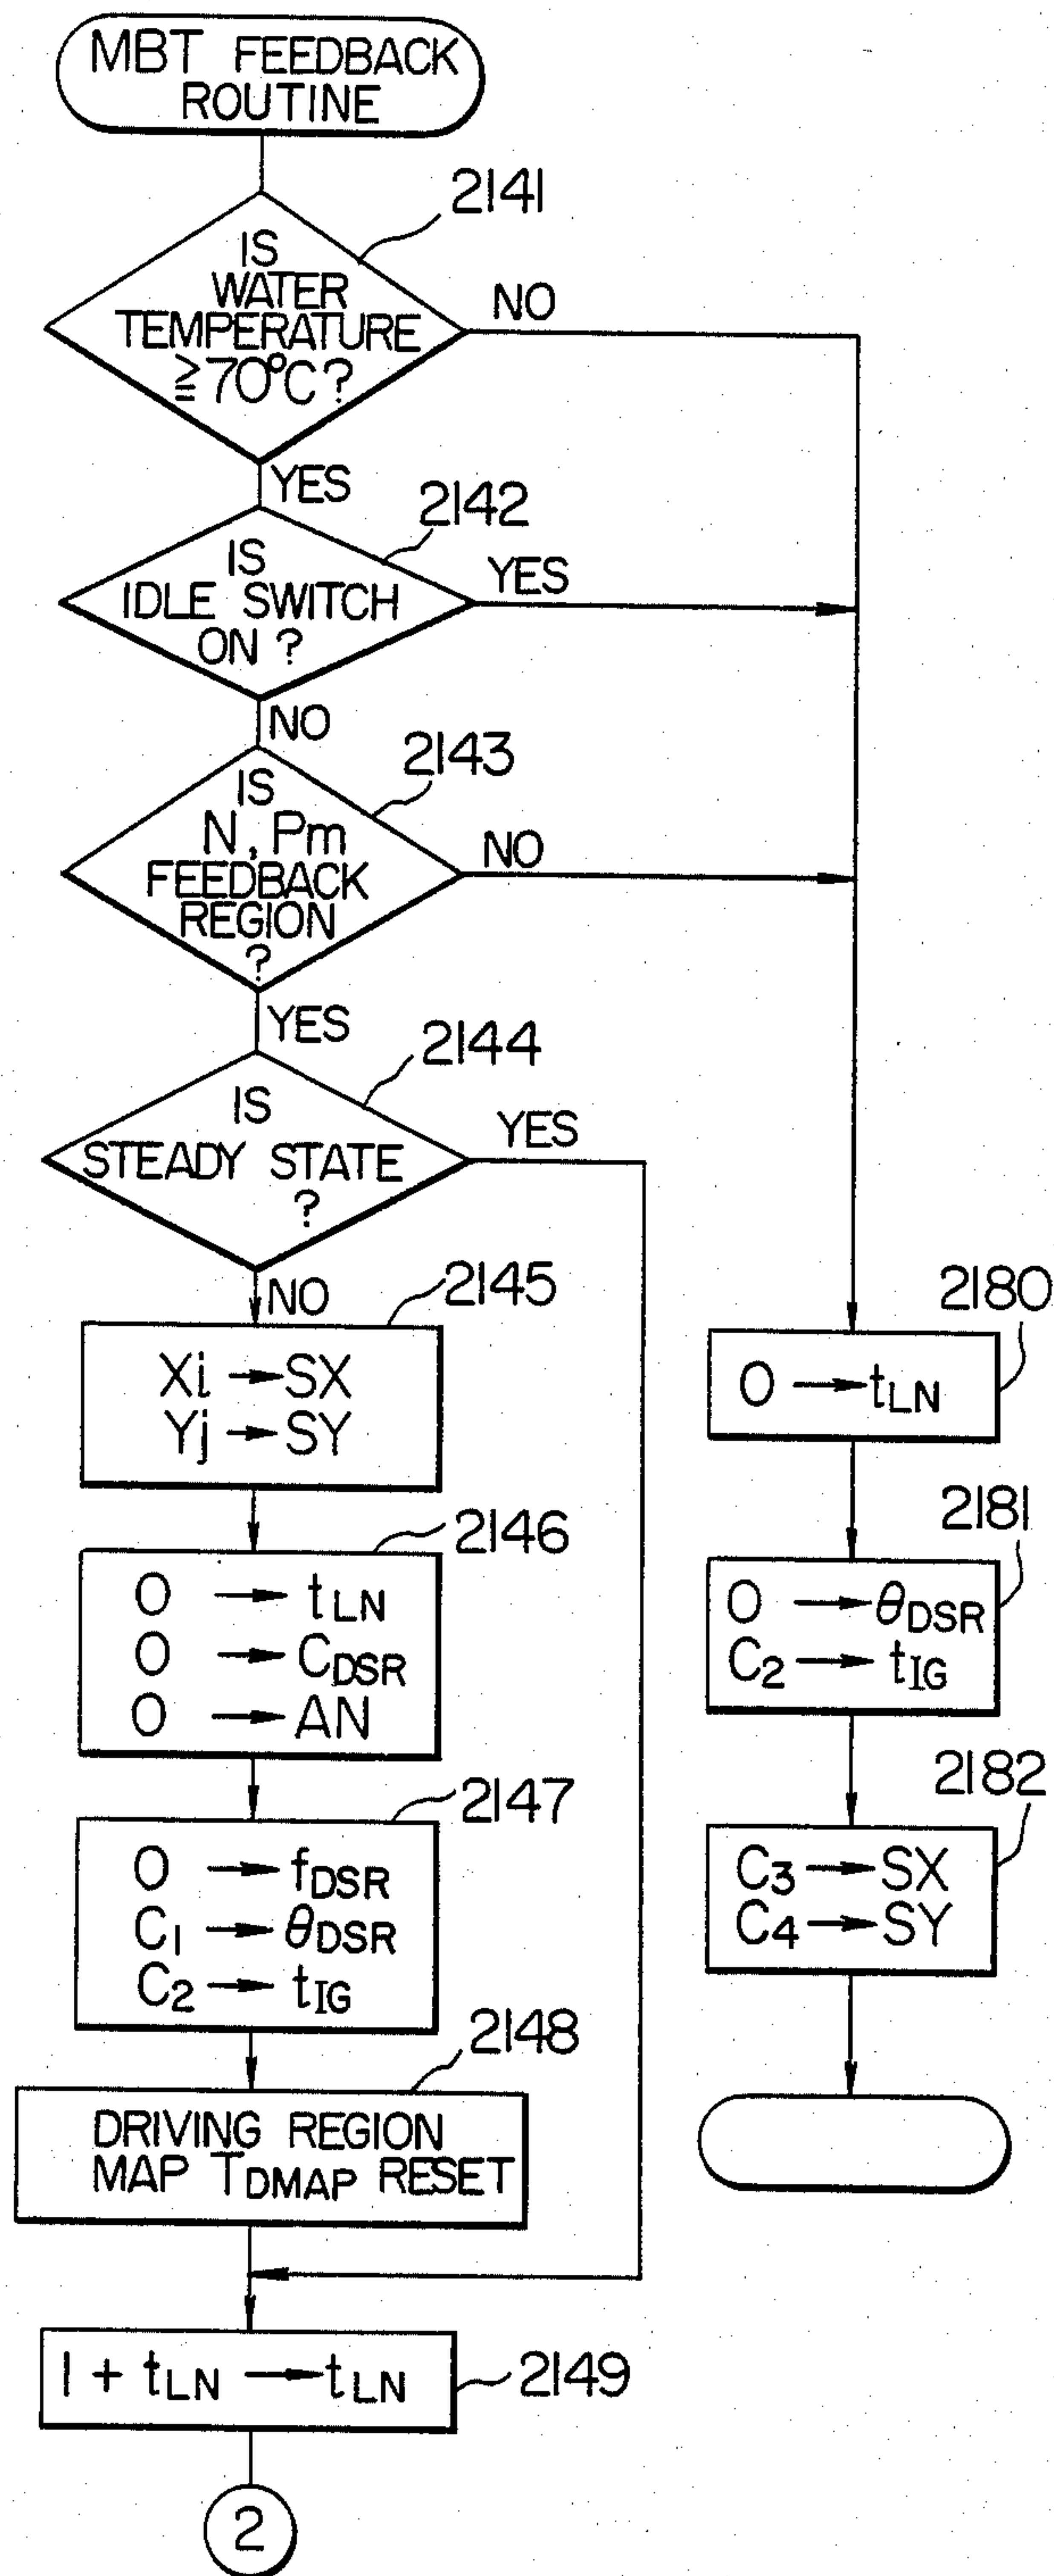 MBT FEEDBACK
ROUTINE
2141
IS
WATER
TEMPERATURE
≧70°C?
NO
YES
2142
IS
IDLE SWITCH
ON ?
YES
NO
2143
IS
N, Pm
FEEDBACK
REGION
?
NO
YES
2144
IS
STEADY STATE
?
YES
NO
2145
Xi → SX
Yj → SY
2146
0 → tLN
0 → CDSR
0 → AN
2147
0 → fDSR
C1 → θDSR
C2 → tIG
2148
DRIVING REGION
MAP TDMAP RESET
1 + tLN → tLN
2149
2
2180
0 → tLN
2181
0 → θDSR
C2 → tIG
2182
C3 → SX
C4 → SY